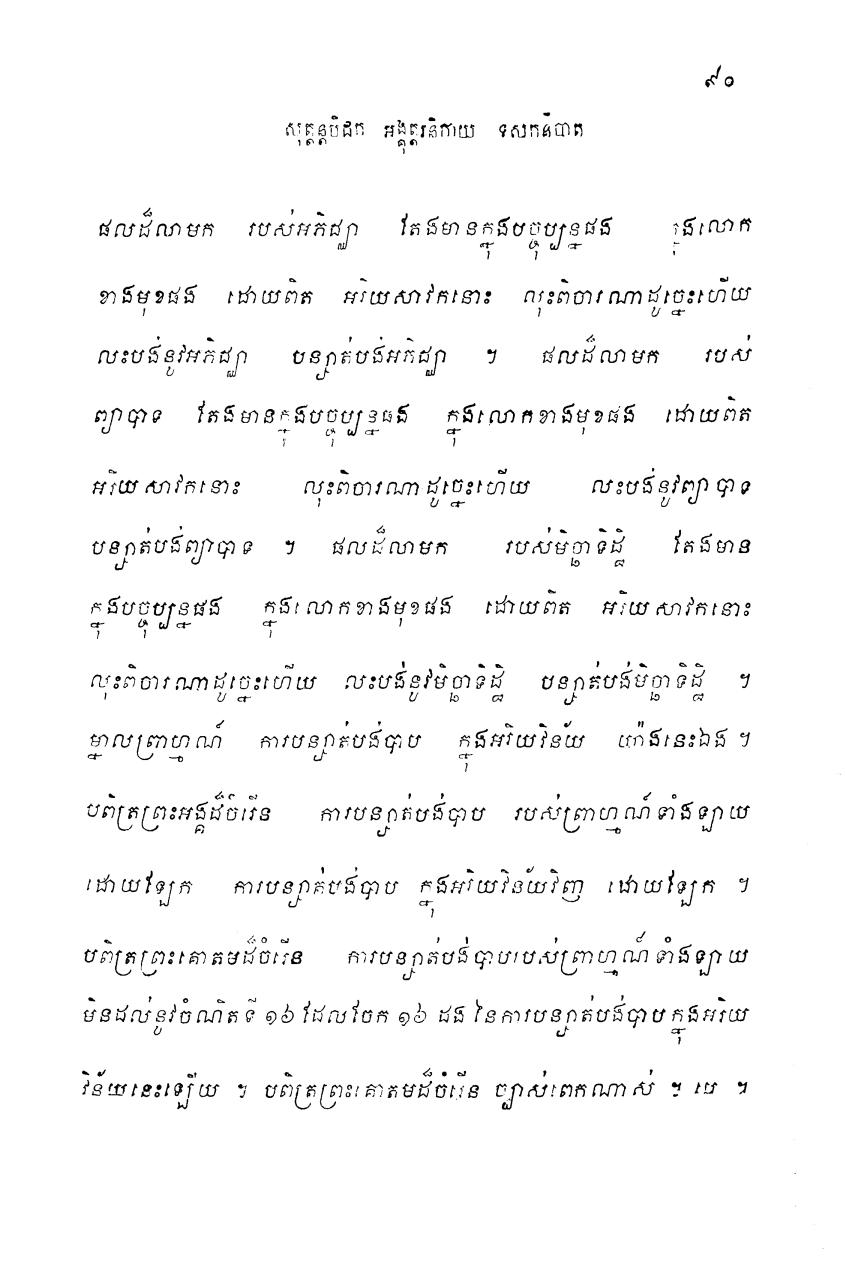 ៩០
សុត្តន្តបិដក អង្គុត្តរនិកាយ ទសកនិបាត
ផលដ៏លាមក របស់អភិជ្ឈា តែងមានក្នុងបច្ចុប្បន្នផង ក្នុងលោក
ខាងមុខផង ដោយពិត អរិយសាវកនោះ លុះពិចារណាដូច្នេះហើយ
លះបង់នូវអភិជ្ឈា បន្សាត់បង់អភិជ្ឈា ។ ផលដ៏លាមក របស់
ព្យាបាទ តែងមានក្នុងបច្ចុប្បន្នផង ក្នុងលោកខាងមុខផង ដោយពិត
អរិយសាវកនោះ លុះពិចារណាដូច្នេះហើយ លះបង់នូវព្យាបាទ
បន្សាត់បង់ព្យាបាទ ។ ផលដ៏លាមក របស់មិច្ឆាទិដ្ឋិ តែងមាន
ក្នុងបច្ចុប្បន្នផង ក្នុងលោកខាងមុខផង ដោយពិត អរិយសាវកនោះ
លុះពិចារណាដូច្នេះហើយ លះបង់នូវមិច្ឆាទិដ្ឋិ បន្សាត់បង់មិច្ឆាទិដ្ឋិ ។
ម្នាលព្រាហ្មណ៍ ការបន្សាត់បង់បាប ក្នុងអរិយវិន័យ យ៉ាងនេះឯង ។
បពិត្រព្រះអង្គដ៏ចំរើន ការបន្សាត់បង់បាប របស់ព្រាហ្មណ៍ទាំងឡាយ
ដោយឡែក ការបន្សាត់បង់បាប ក្នុងអរិយវិន័យវិញ ដោយឡែក ។
បពិត្រព្រះគោតមដ៏ចំរើន ការបន្សាត់បង់បាបរបស់ព្រាហ្មណ៍ទាំងឡាយ
មិនដល់នូវចំណិតទី ១៦ ដែលចែក ១៦ ដង នៃការបន្សាត់បង់បាបក្នុងអរិយ
វិន័យនេះឡើយ ។ បពិត្រព្រះគោតមដ៏ចំរើន ច្បាស់ពេកណាស់ ។ បេ ។